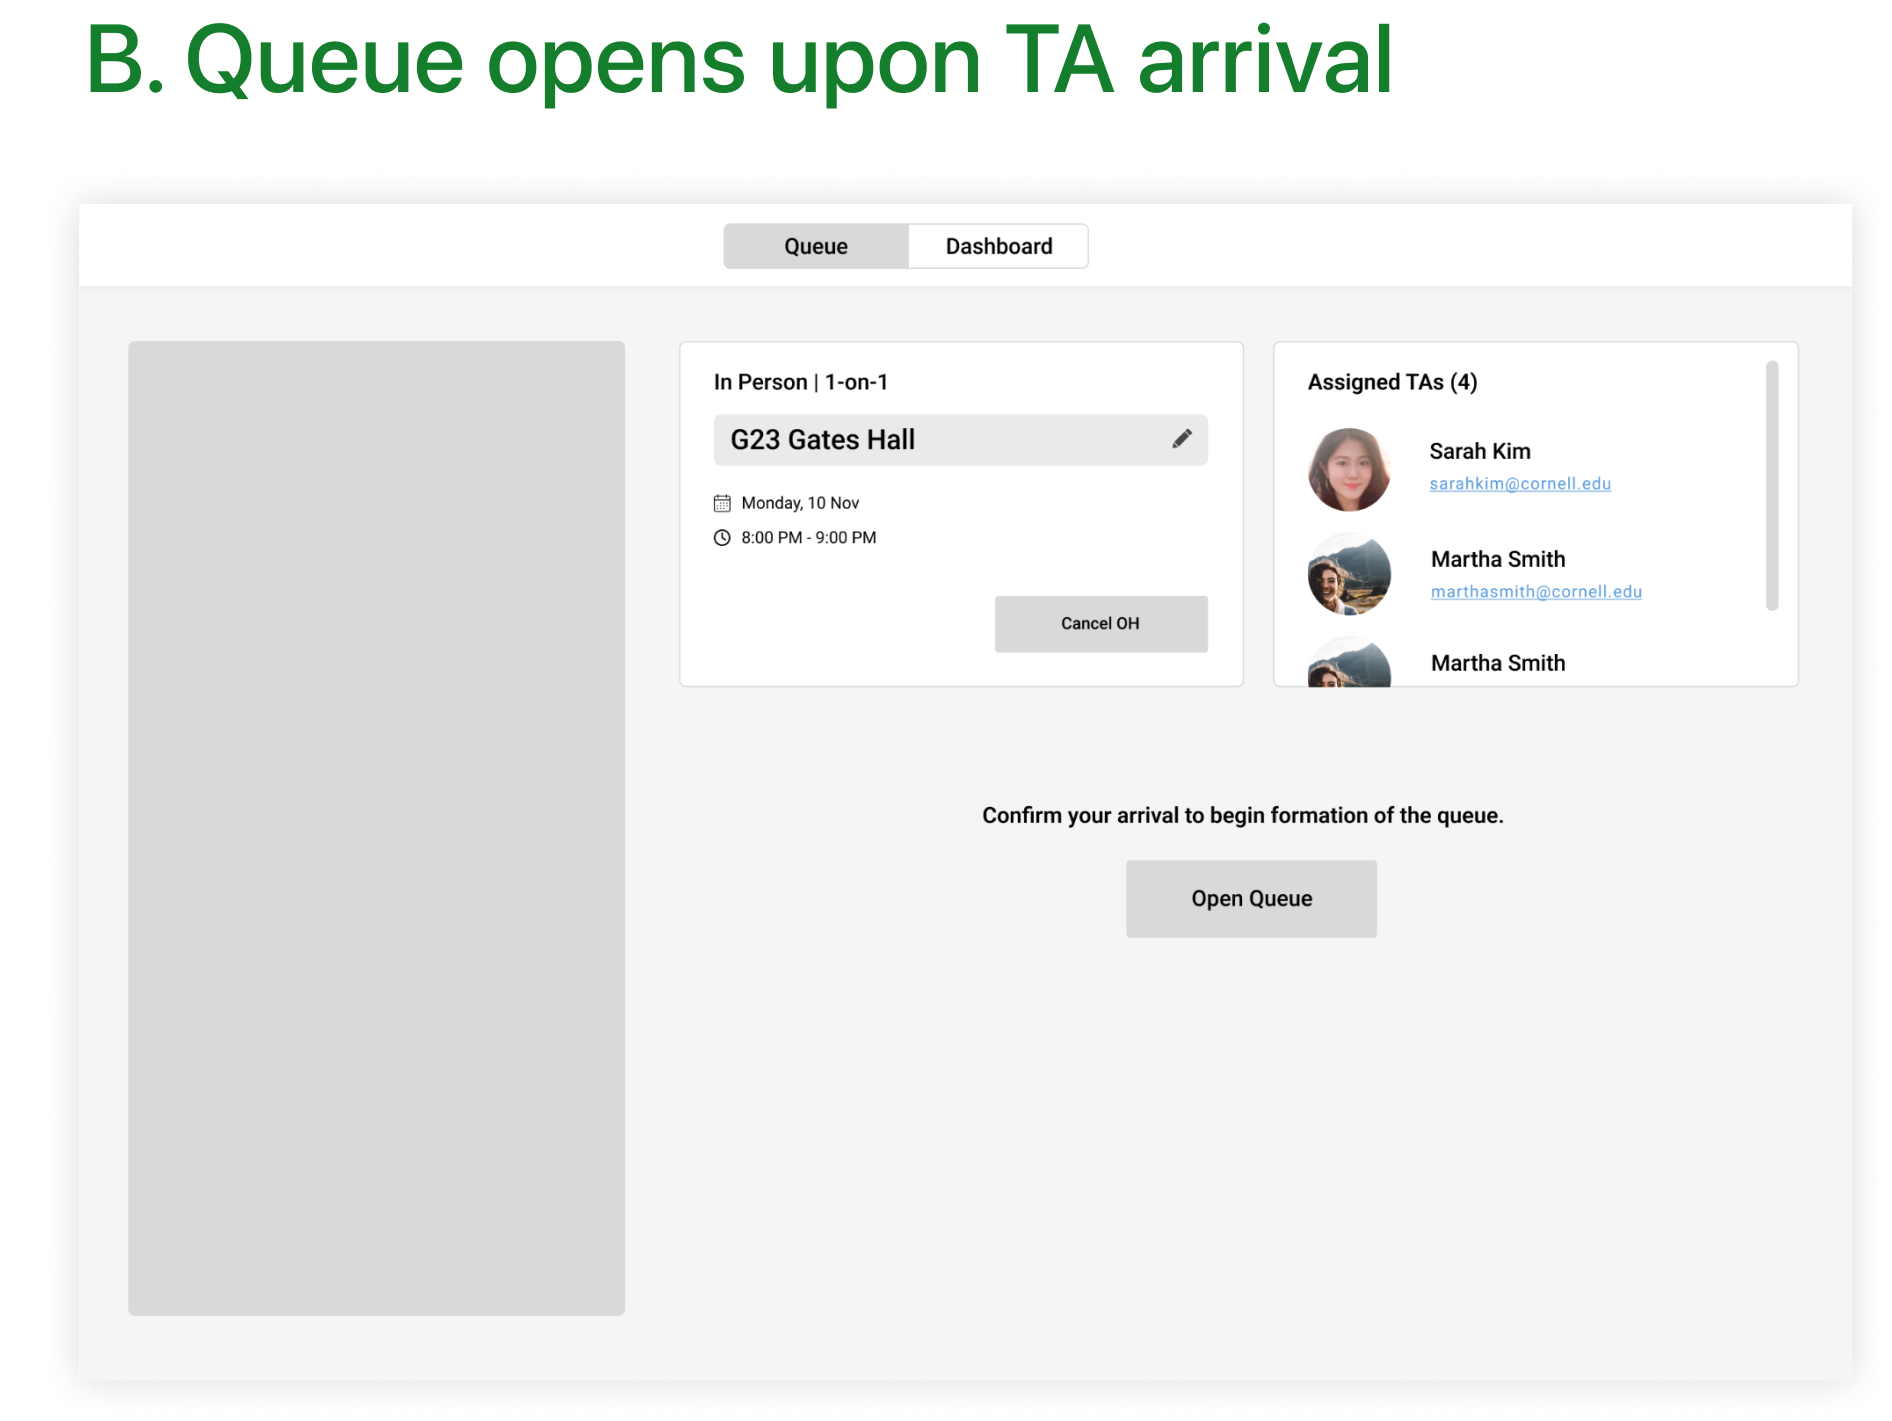 B. Queue opens upon TA arrival
Queue
Dashboard
In Person | 1-on-1
G23 Gates Hall
Monday, 10 Nov
8:00 PM - 9:00 PM
Cancel OH
Assigned TAs (4)
Sarah Kim
sarahkim@cornell.edu
Martha Smith
marthasmith@cornell.edu
Martha Smith
Confirm your arrival to begin formation of the queue.
Open Queue